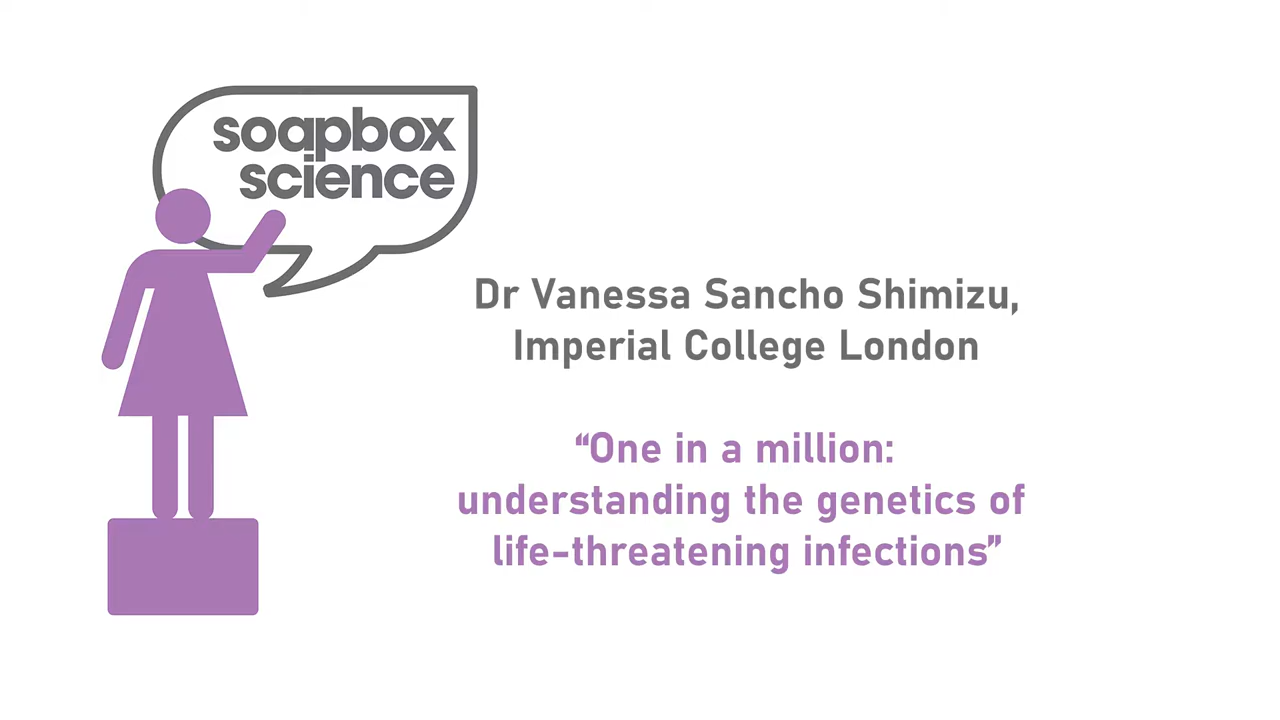 soapbox
science
Dr Vanessa Sancho Shimizu,
Imperial College London
“One in a million:
understanding the genetics of
life-threatening infections”